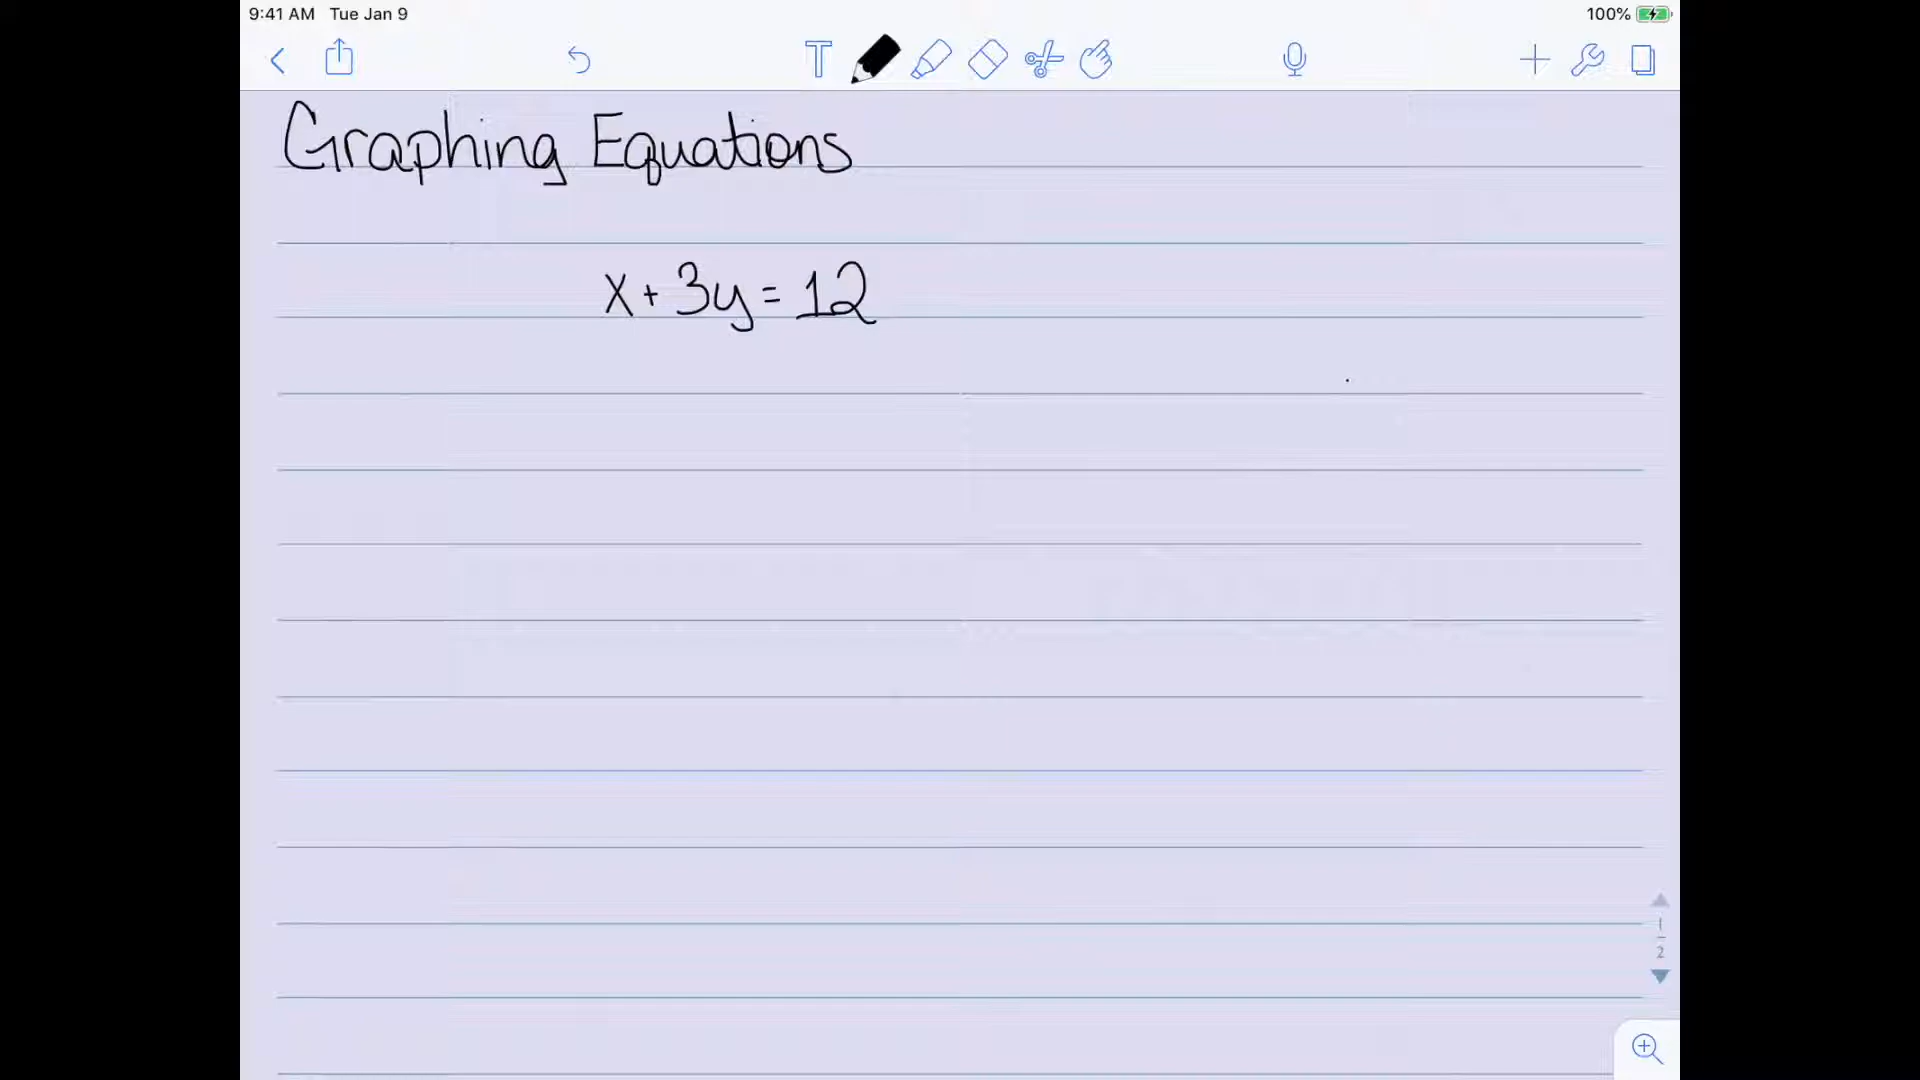 9:41 AM Tue Jan 9 100%
T
Graphing Equations
x + 3y = 12
1
2